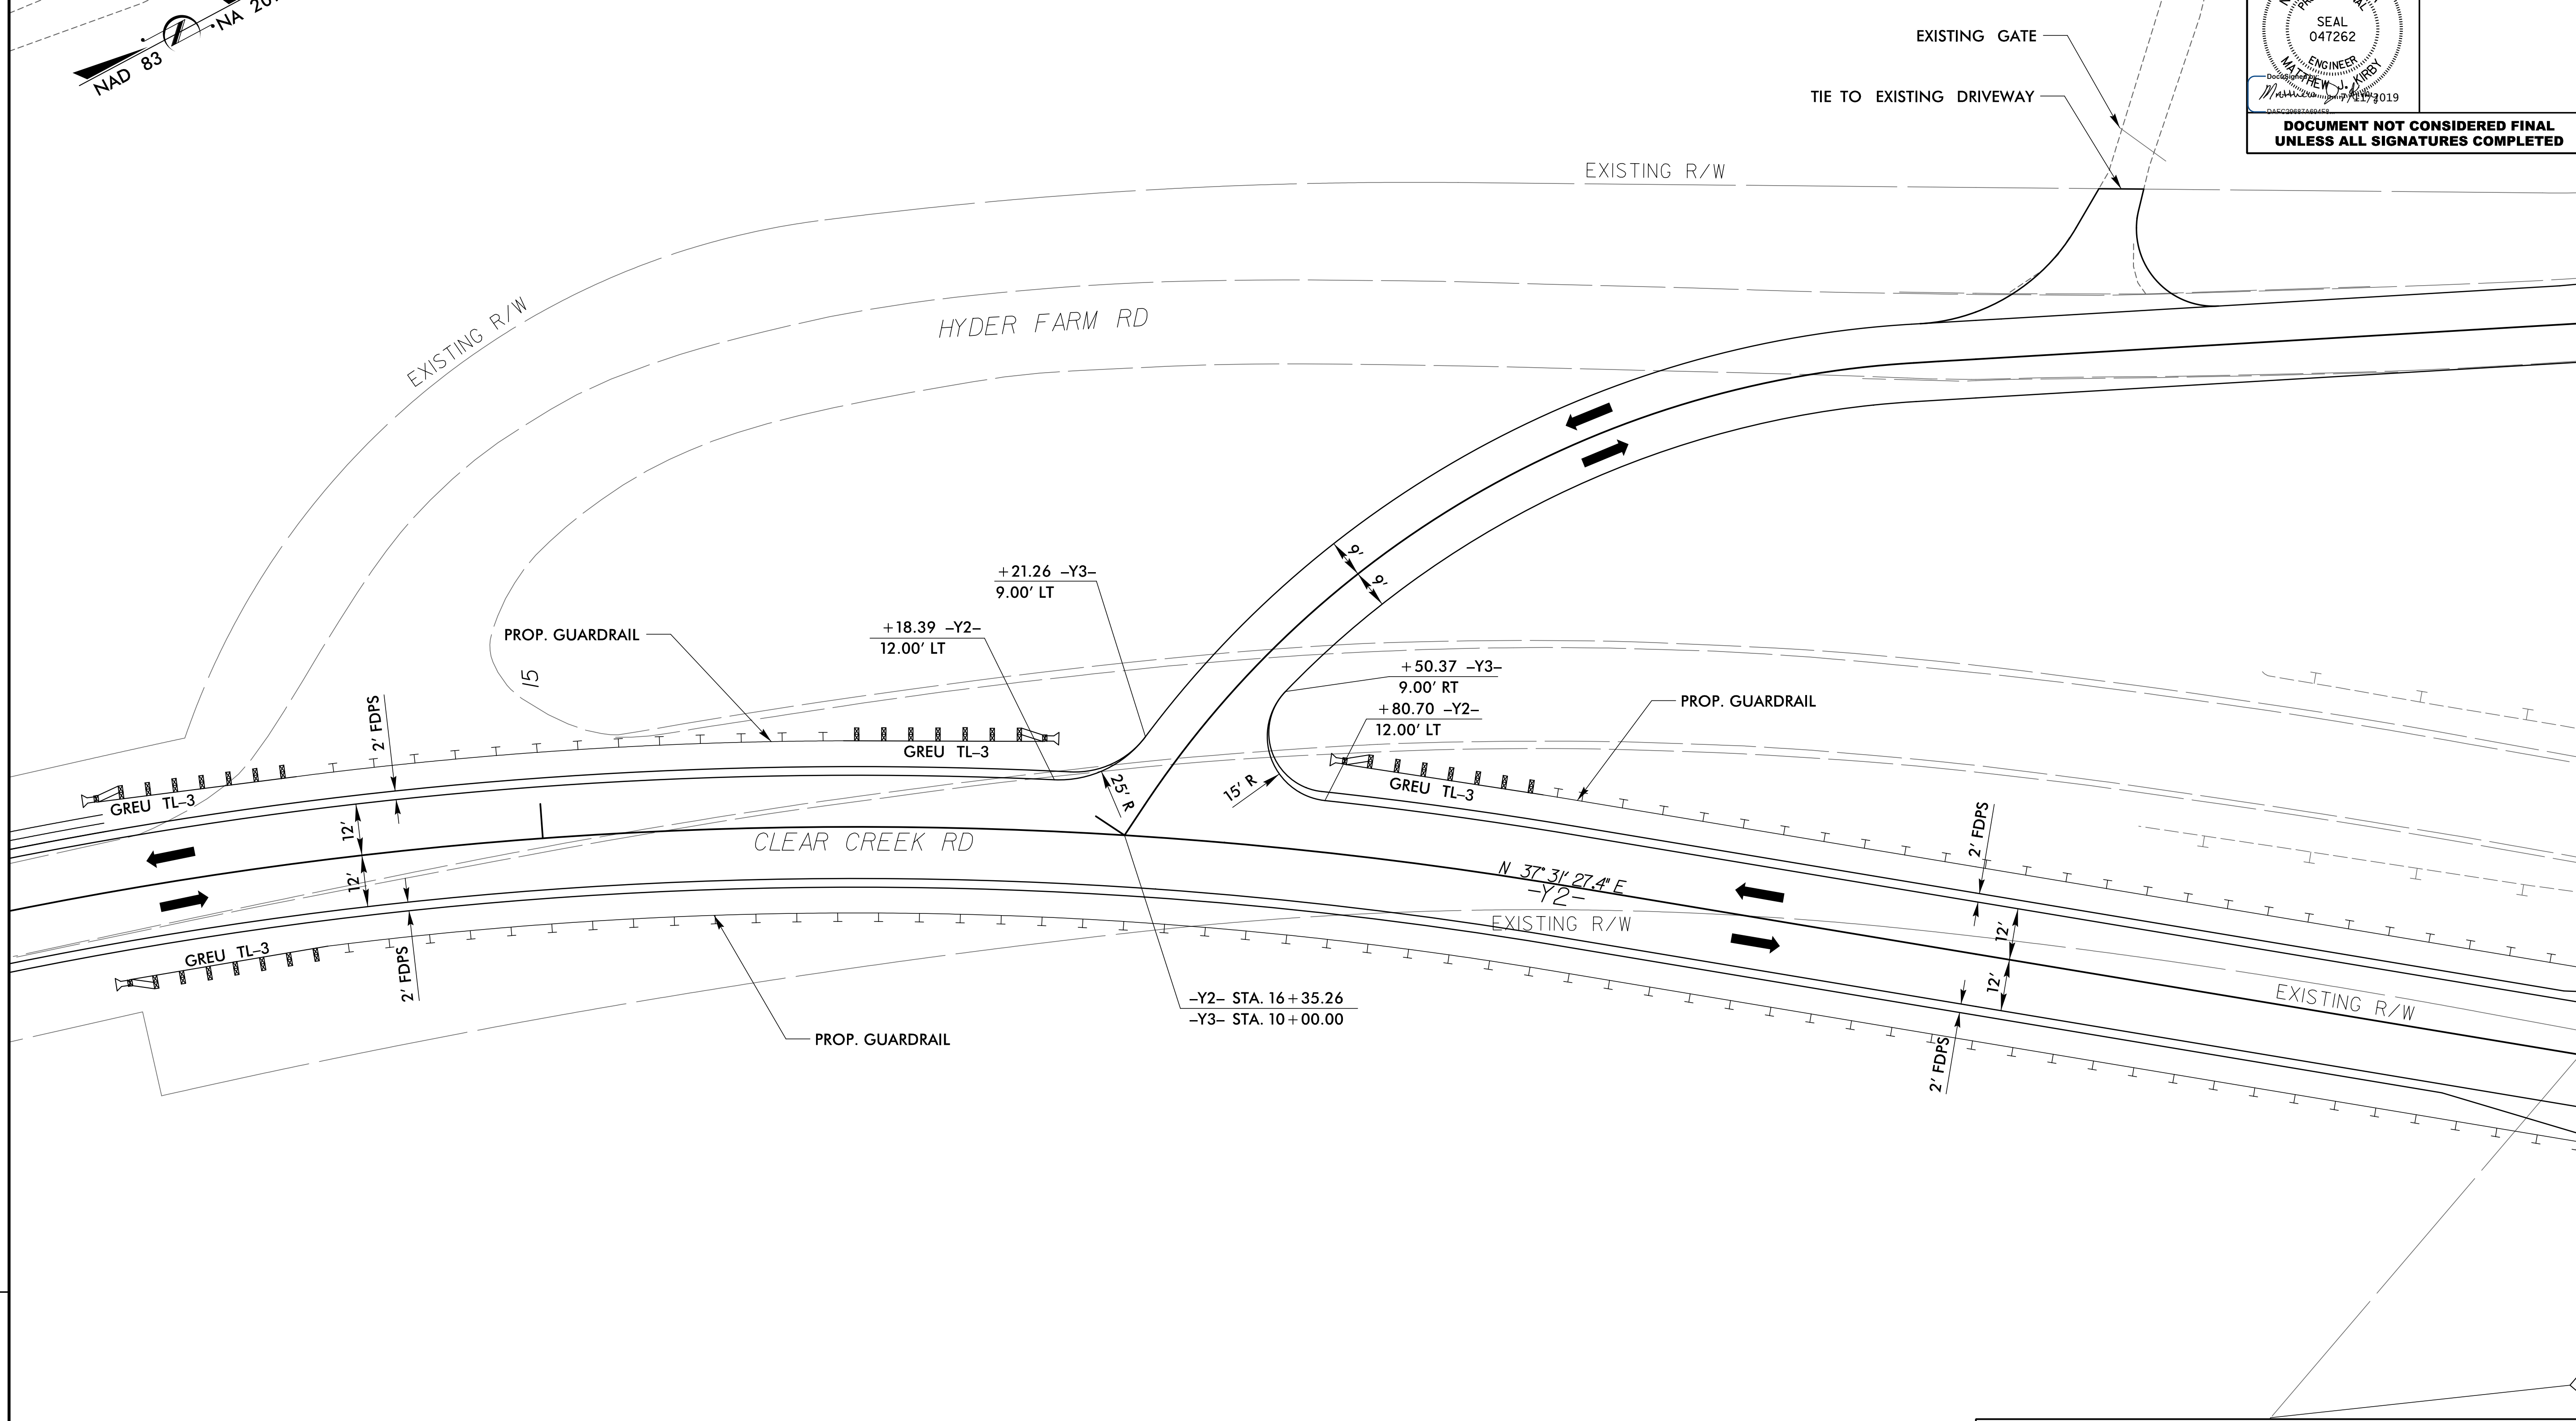 NAD 83
SEAL
047262
ENGINEER
MATTHEW J. KIRBY
DocuSigned by:
7/11/2019
DOCUMENT NOT CONSIDERED FINAL
UNLESS ALL SIGNATURES COMPLETED
EXISTING GATE
TIE TO EXISTING DRIVEWAY
EXISTING R/W
EXISTING R/W
HYDER FARM RD
9'
9'
+21.26 -Y3-
9.00' LT
+18.39 -Y2-
12.00' LT
PROP. GUARDRAIL
15
+50.37 -Y3-
9.00' RT
+80.70 -Y2-
12.00' LT
PROP. GUARDRAIL
2' FDPS
GREU TL-3
GREU TL-3
GREU TL-3
25' R
15' R
12'
12'
CLEAR CREEK RD
N 37° 31' 27.4" E
-Y2-
EXISTING R/W
2' FDPS
12'
12'
GREU TL-3
2' FDPS
-Y2- STA. 16+35.26
-Y3- STA. 10+00.00
EXISTING R/W
PROP. GUARDRAIL
2' FDPS